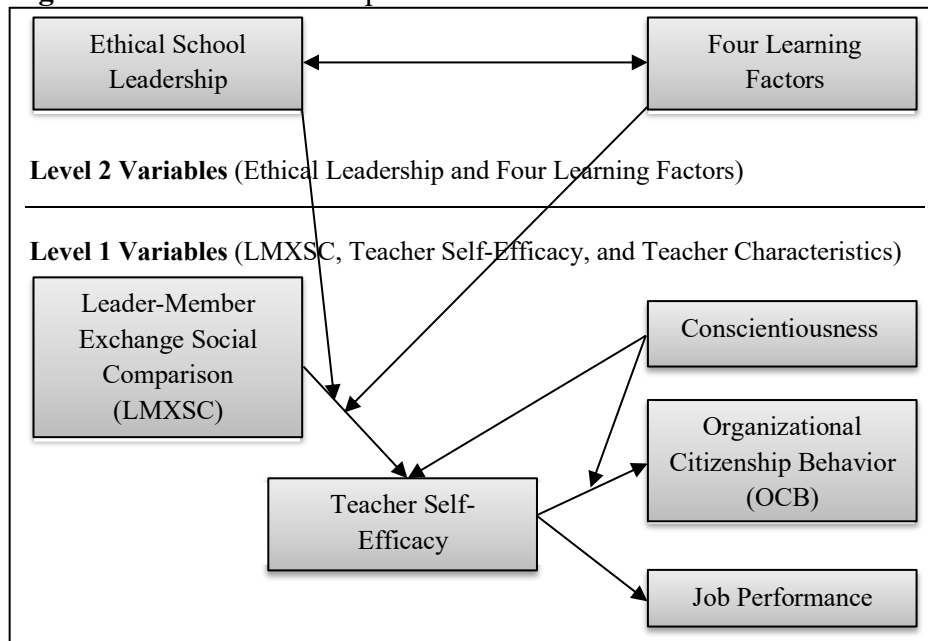 Ethical School
Leadership
Four Learning
Factors
Level 2 Variables (Ethical Leadership and Four Learning Factors)
Level 1 Variables (LMXSC, Teacher Self-Efficacy, and Teacher Characteristics)
Leader-Member
Exchange Social
Comparison
(LMXSC)
Conscientiousness
Organizational
Citizenship Behavior
(OCB)
Teacher Self-
Efficacy
Job Performance